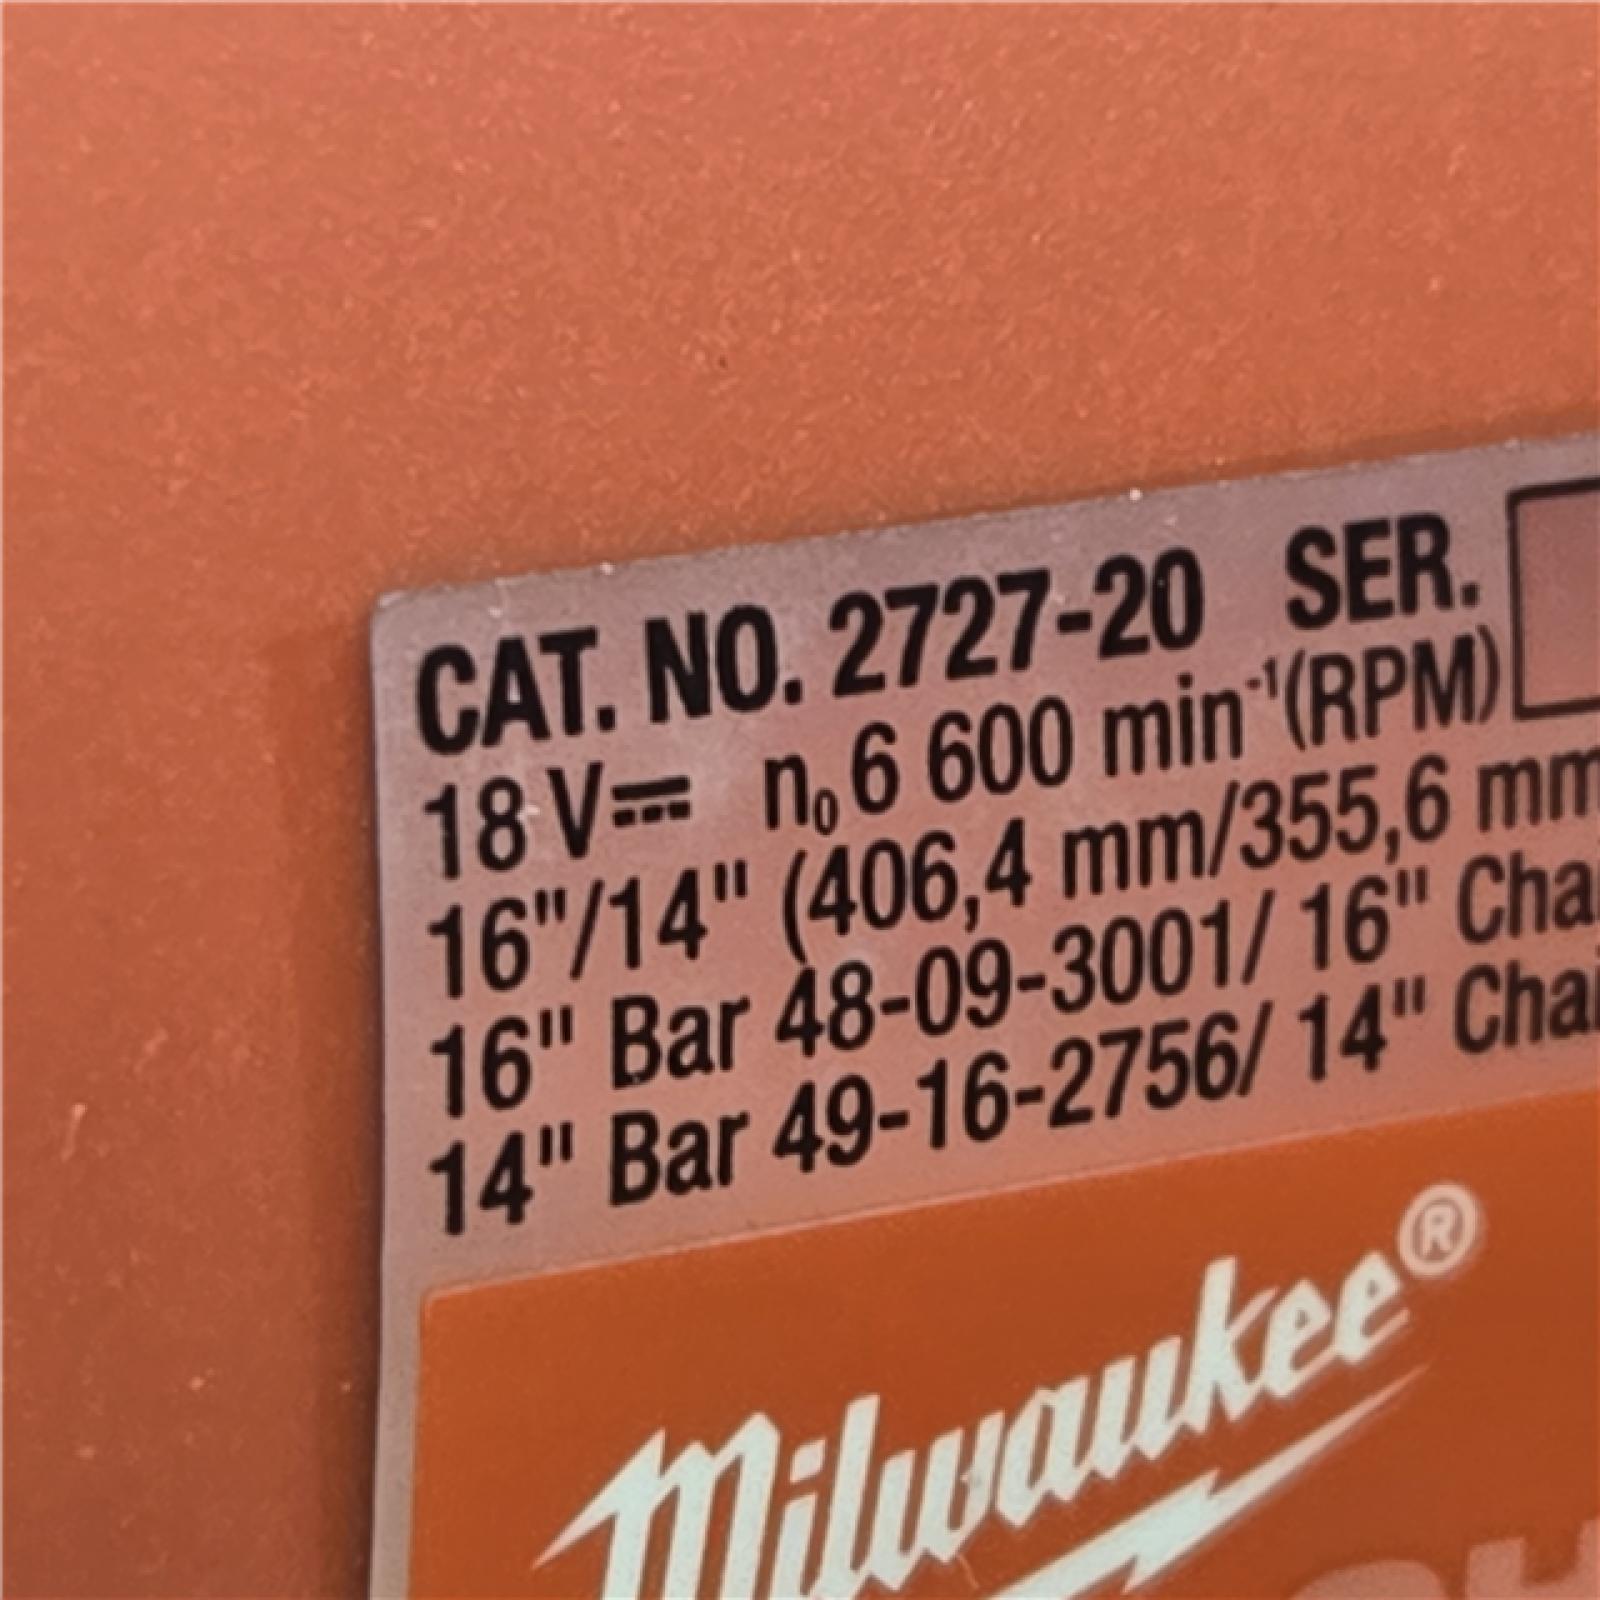 CAT. NO. 2727-20 SER.
18 V⎓ n₀ 6 600 min⁻¹(RPM)
16"/14" (406,4 mm/355,6 mm
16" Bar 48-09-3001/ 16" Chai
14" Bar 49-16-2756/ 14" Chai
Milwaukee®